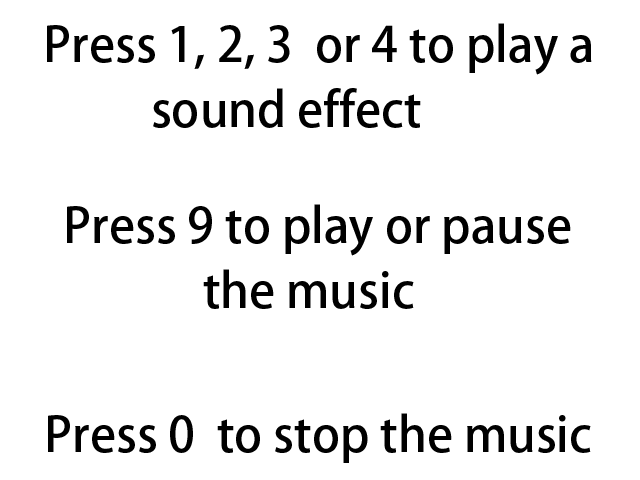 Press 1, 2, 3 or 4 to play a
sound effect
Press 9 to play or pause
the music
Press 0 to stop the music